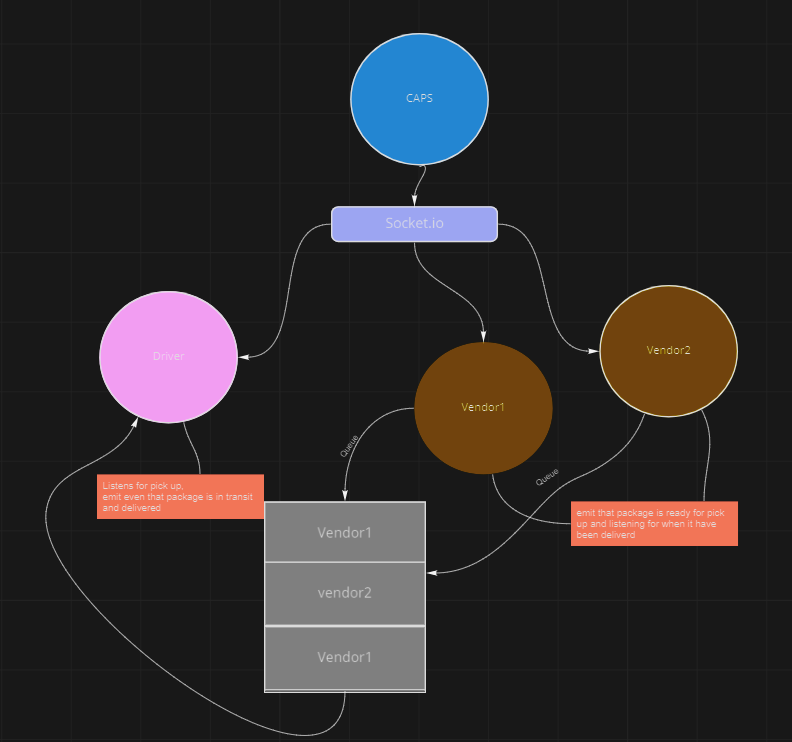 CAPS
Socket.io
Driver
Vendor1
Vendor2
Queue
Queue
Listens for pick up,
emit even that package is in transit
and delivered
emit that package is ready for pick
up and listening for when it have
been deliverd
Vendor1
vendor2
Vendor1